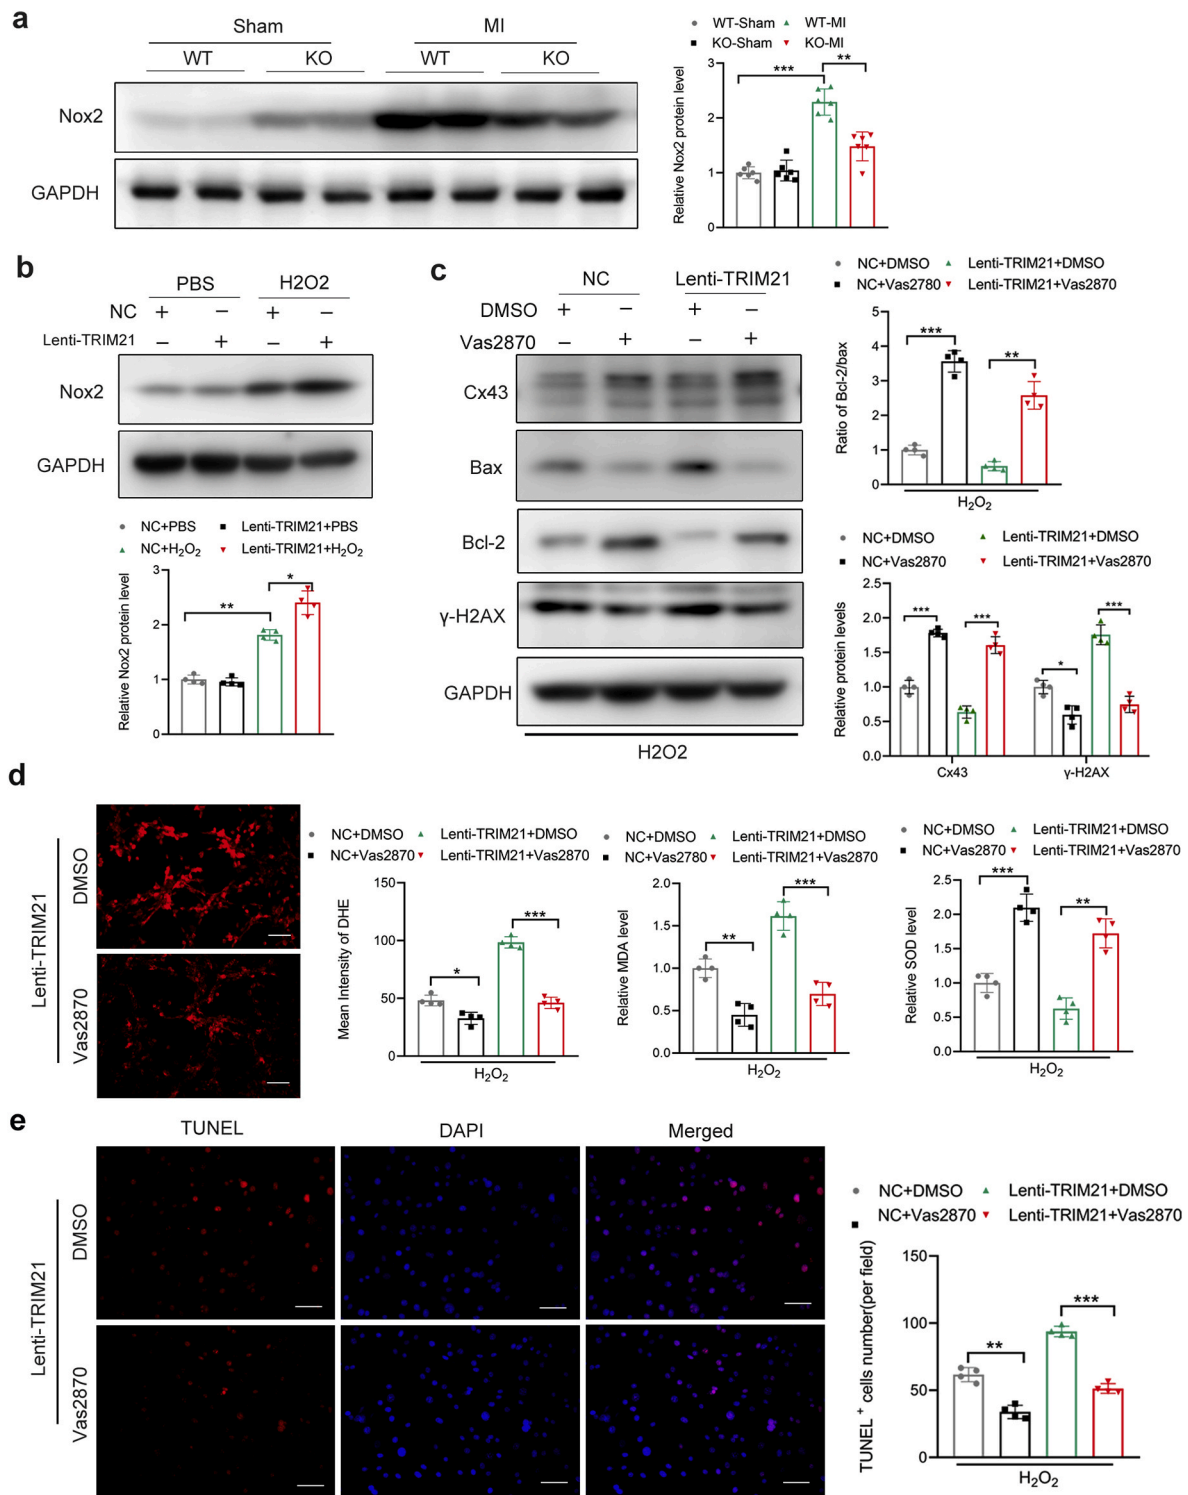 a
Sham MI
WT KO WT KO
Nox2
GAPDH
WT-Sham WT-MI
KO-Sham KO-MI
Relative Nox2 protein level
3
2
1
0
*** **
b
PBS H2O2
NC + − + −
Lenti-TRIM21 − + − +
Nox2
GAPDH
NC+PBS Lenti-TRIM21+PBS
NC+H₂O₂ Lenti-TRIM21+H₂O₂
Relative Nox2 protein level
3
2
1
0
** *
c
NC Lenti-TRIM21
DMSO + − + −
Vas2870 − + − +
Cx43
Bax
Bcl-2
γ-H2AX
GAPDH
H2O2
NC+DMSO Lenti-TRIM21+DMSO
NC+Vas2780 Lenti-TRIM21+Vas2870
Ratio of Bcl-2/bax
5
4
3
2
1
0
*** **
H₂O₂
NC+DMSO Lenti-TRIM21+DMSO
NC+Vas2870 Lenti-TRIM21+Vas2870
Relative protein levels
2.5
2.0
1.5
1.0
0.5
0.0
*** *** * ***
Cx43 γ-H2AX
d
Lenti-TRIM21
DMSO
Vas2870
NC+DMSO Lenti-TRIM21+DMSO
NC+Vas2870 Lenti-TRIM21+Vas2870
Mean Intensity of DHE
150
100
50
0
* ***
H₂O₂
NC+DMSO Lenti-TRIM21+DMSO
NC+Vas2780 Lenti-TRIM21+Vas2870
Relative MDA level
2.0
1.5
1.0
0.5
0.0
** ***
H₂O₂
NC+DMSO Lenti-TRIM21+DMSO
NC+Vas2870 Lenti-TRIM21+Vas2870
Relative SOD level
2.5
2.0
1.5
1.0
0.5
0.0
*** **
H₂O₂
e
TUNEL DAPI Merged
Lenti-TRIM21
DMSO
Vas2870
NC+DMSO Lenti-TRIM21+DMSO
NC+Vas2870 Lenti-TRIM21+Vas2870
TUNEL⁺ cells number(per field)
150
100
50
0
** ***
H₂O₂